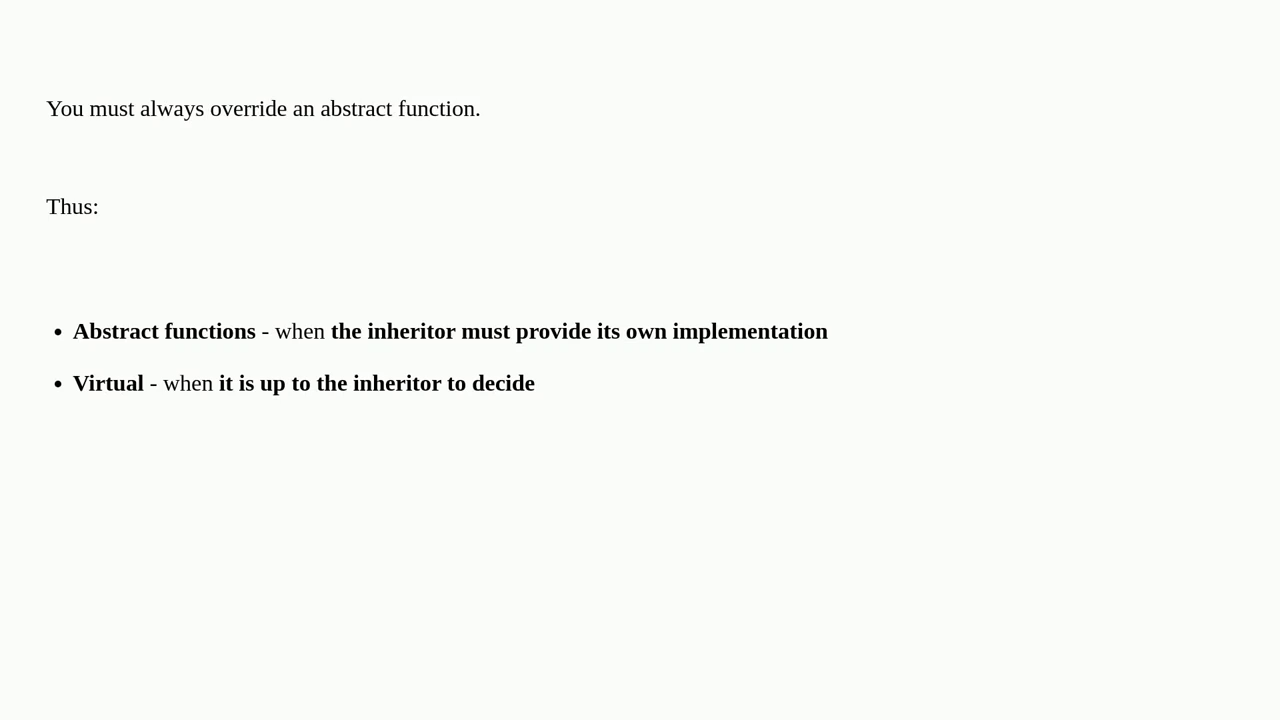 You must always override an abstract function.
Thus:
• Abstract functions - when the inheritor must provide its own implementation
• Virtual - when it is up to the inheritor to decide